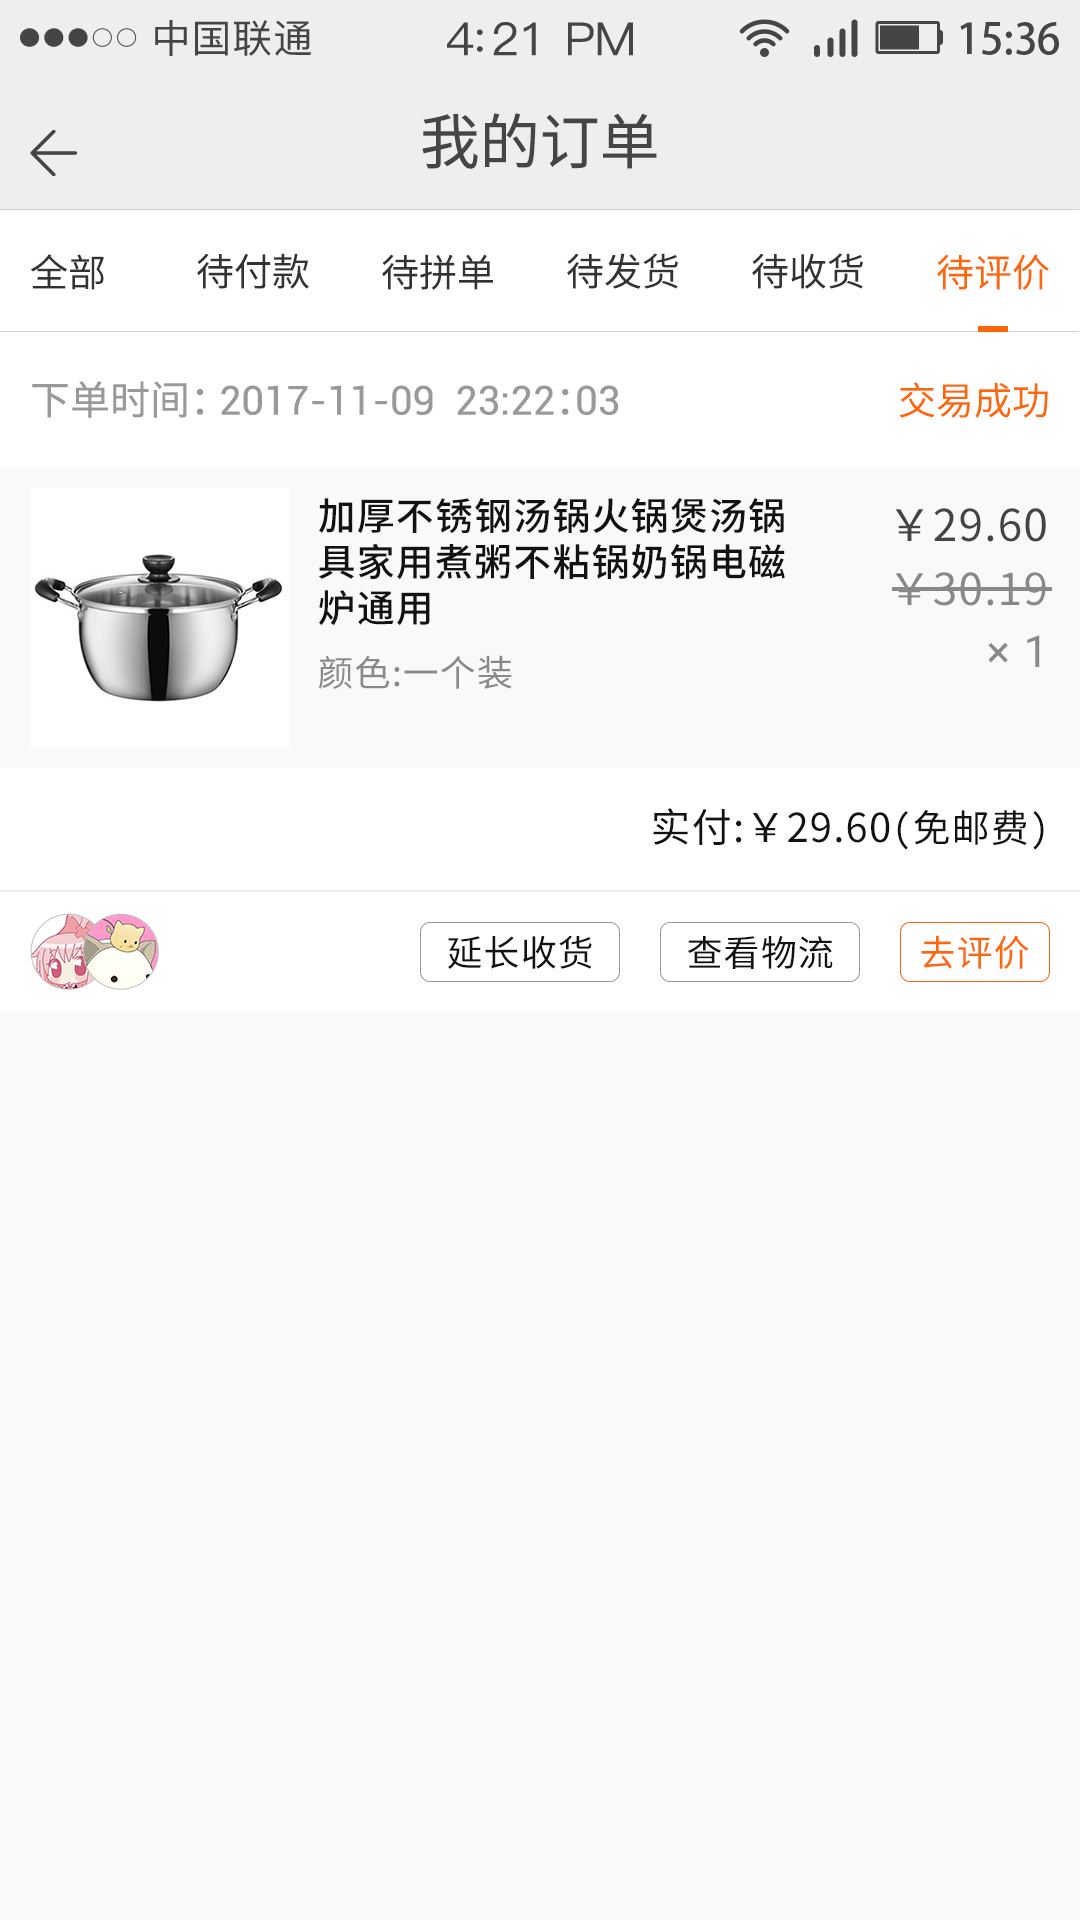 中国联通 4:21 PM 15:36
我的订单
全部 待付款 待拼单 待发货 待收货 待评价
下单时间：2017-11-09 23:22:03 交易成功
加厚不锈钢汤锅火锅煲汤锅 ￥29.60
具家用煮粥不粘锅奶锅电磁 ￥30.19
炉通用
× 1
颜色:一个装
实付:￥29.60(免邮费)
延长收货 查看物流 去评价